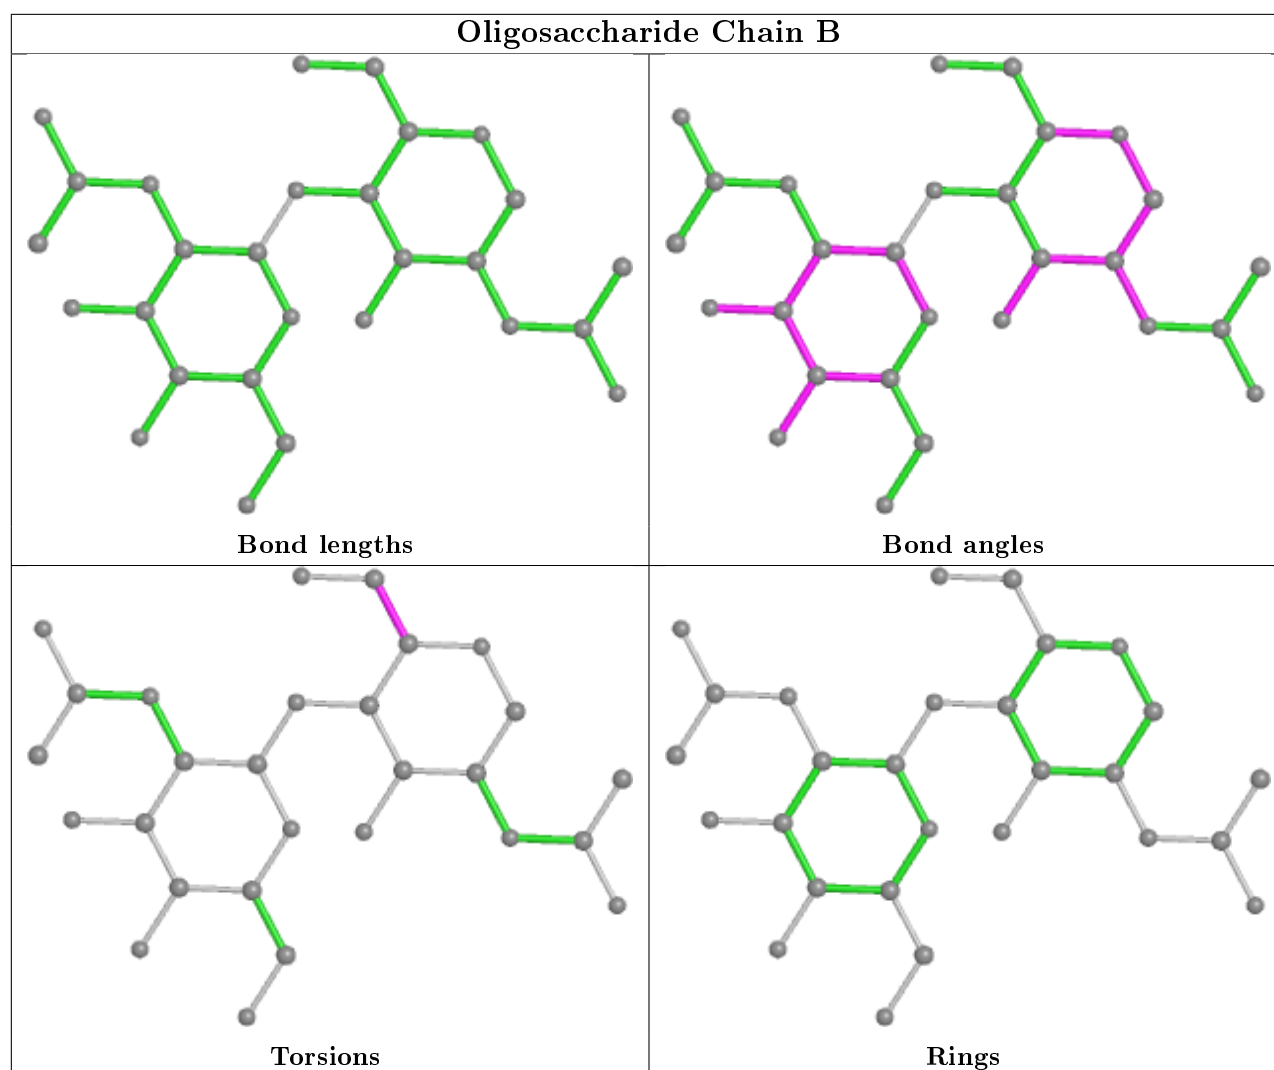 Oligosaccharide Chain B
Bond lengths
Bond angles
Torsions
Rings